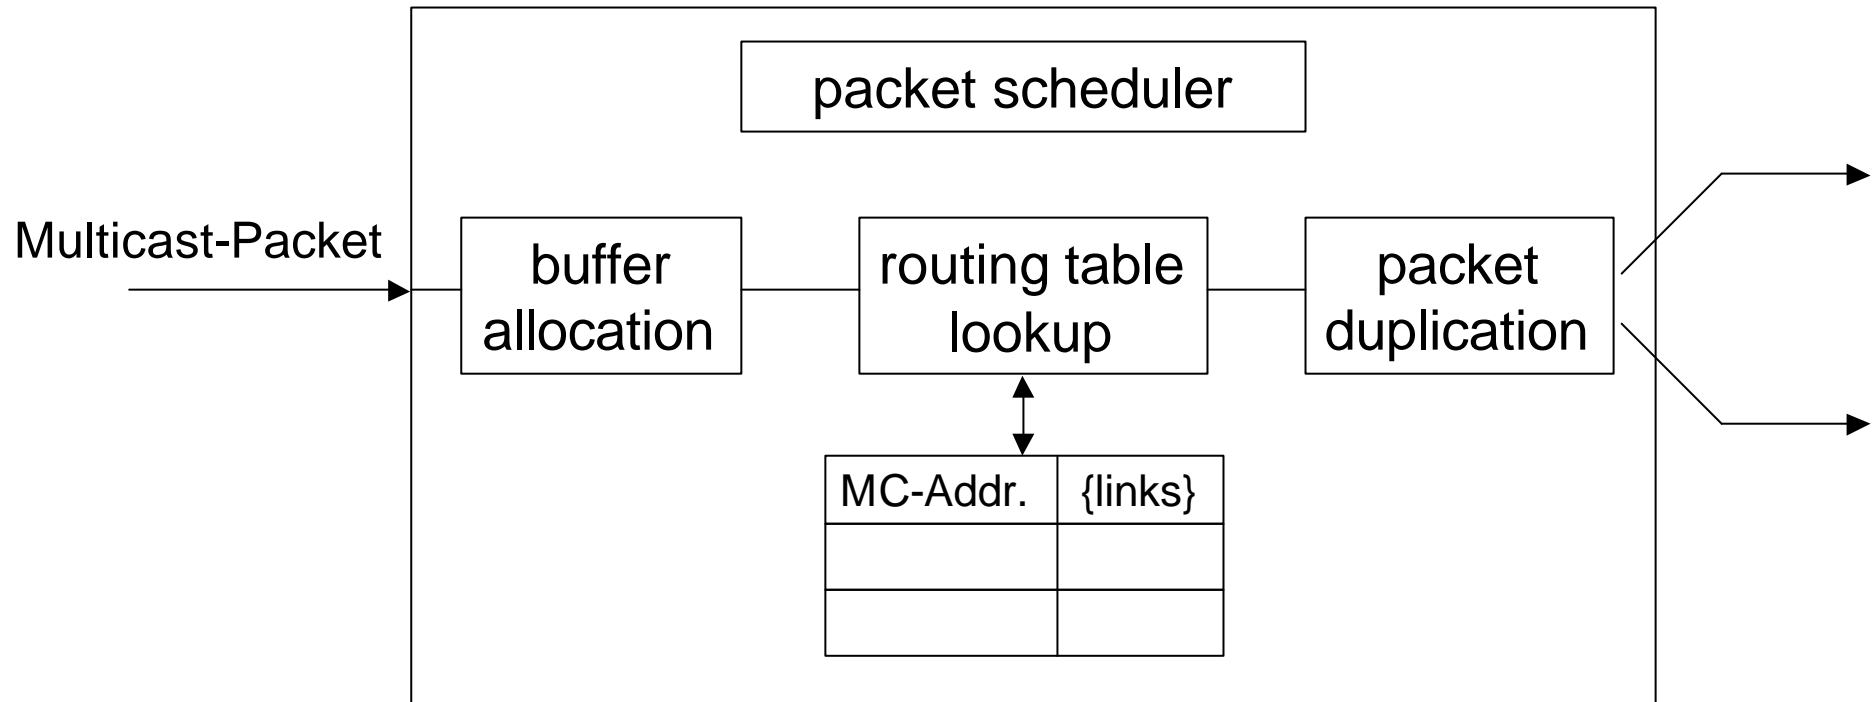 packet scheduler
Multicast-Packet
buffer
allocation
routing table
lookup
packet
duplication
MC-Addr.
{links}